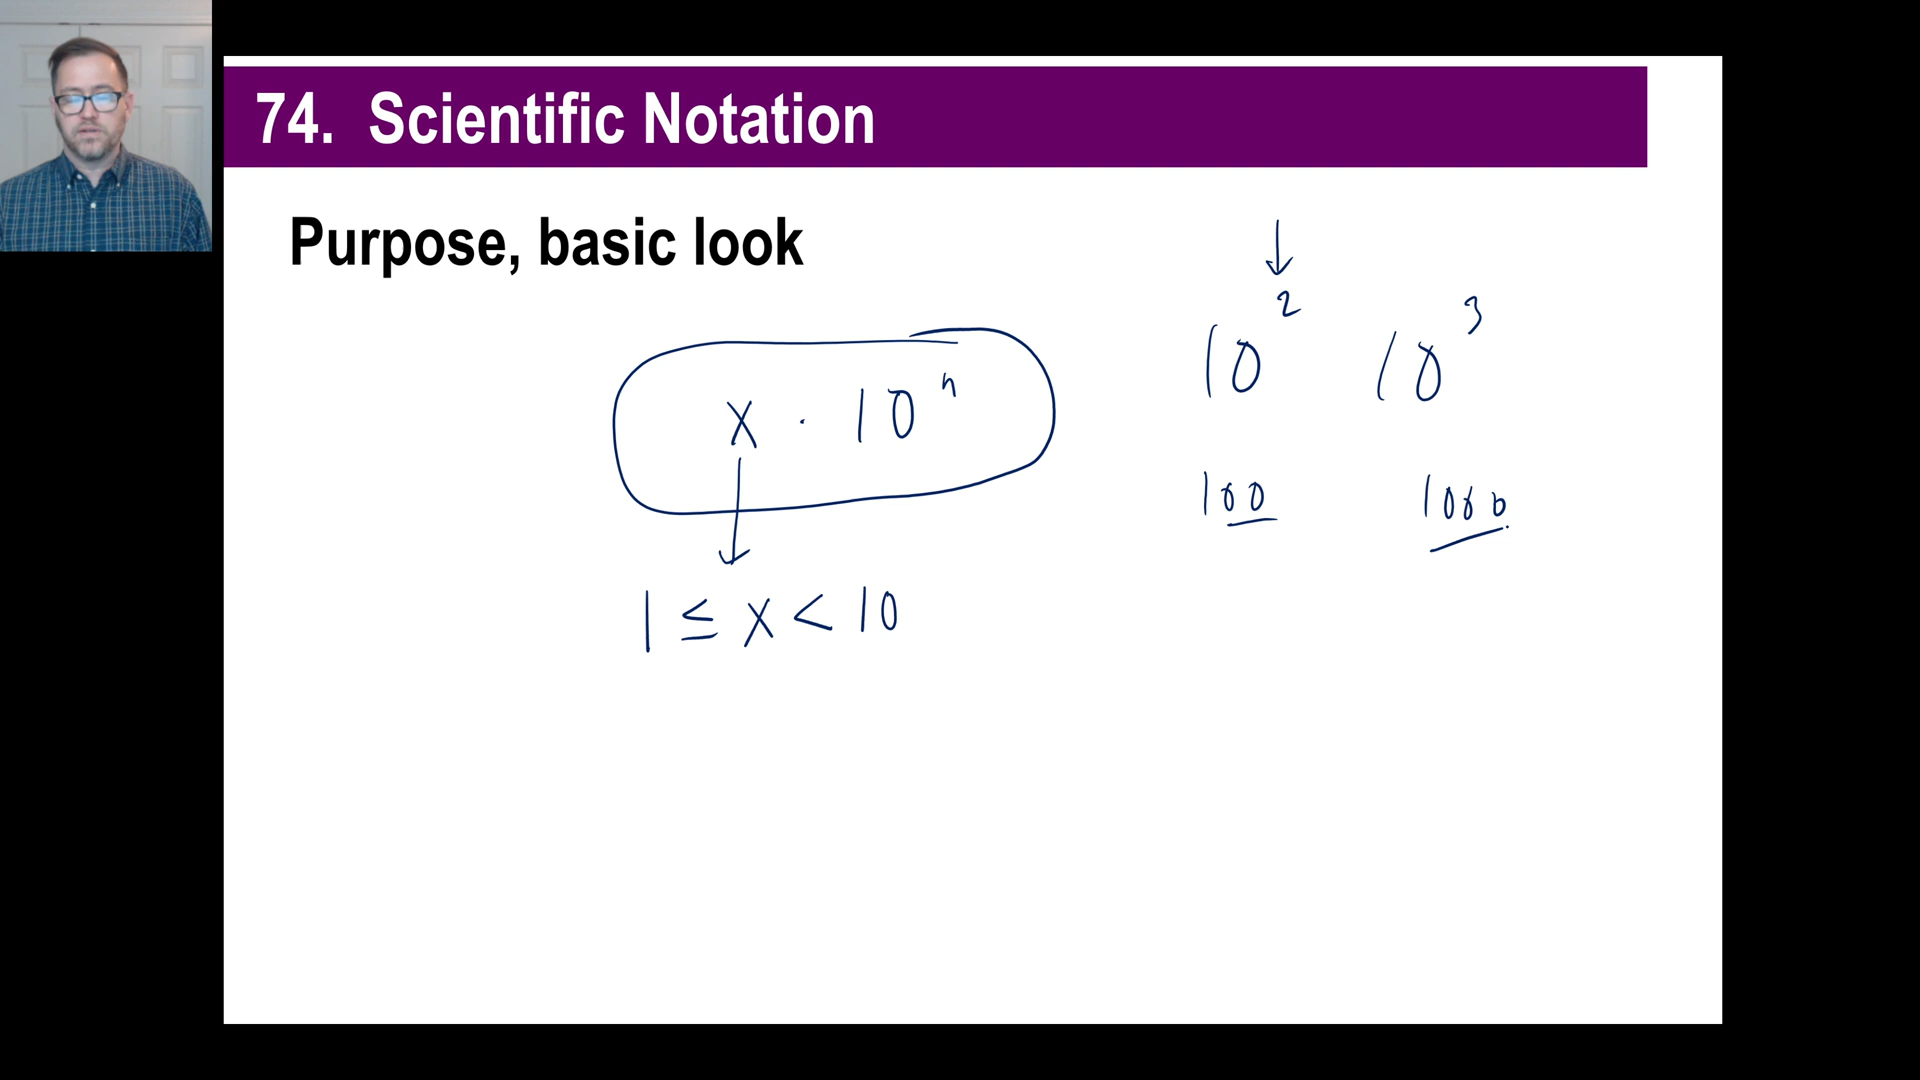 74. Scientific Notation
Purpose, basic look
x · 10ⁿ
1 ≤ x < 10
10² 10³
100 1000